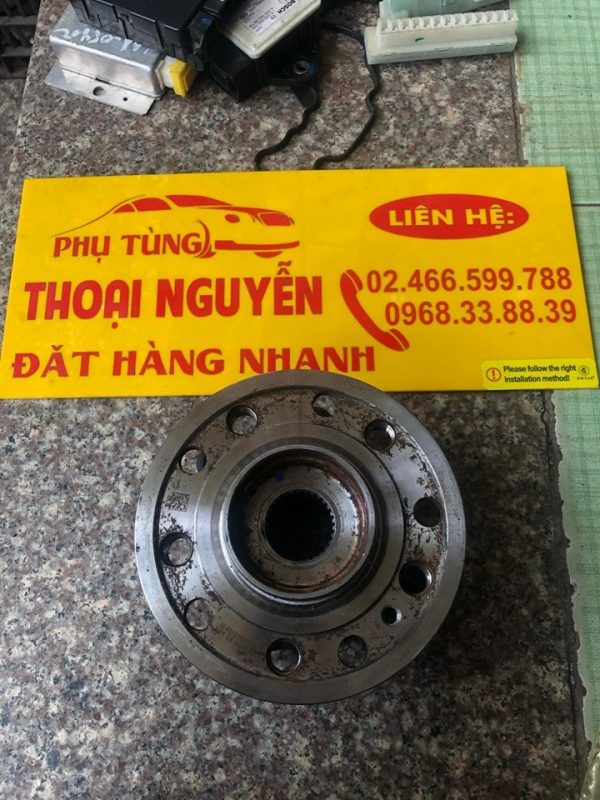 BOSCH
PHỤ TÙNG
LIÊN HỆ:
THOẠI NGUYỄN
02.466.599.788
0968.33.88.39
ĐẶT HÀNG NHANH
Please follow the right
installation method!